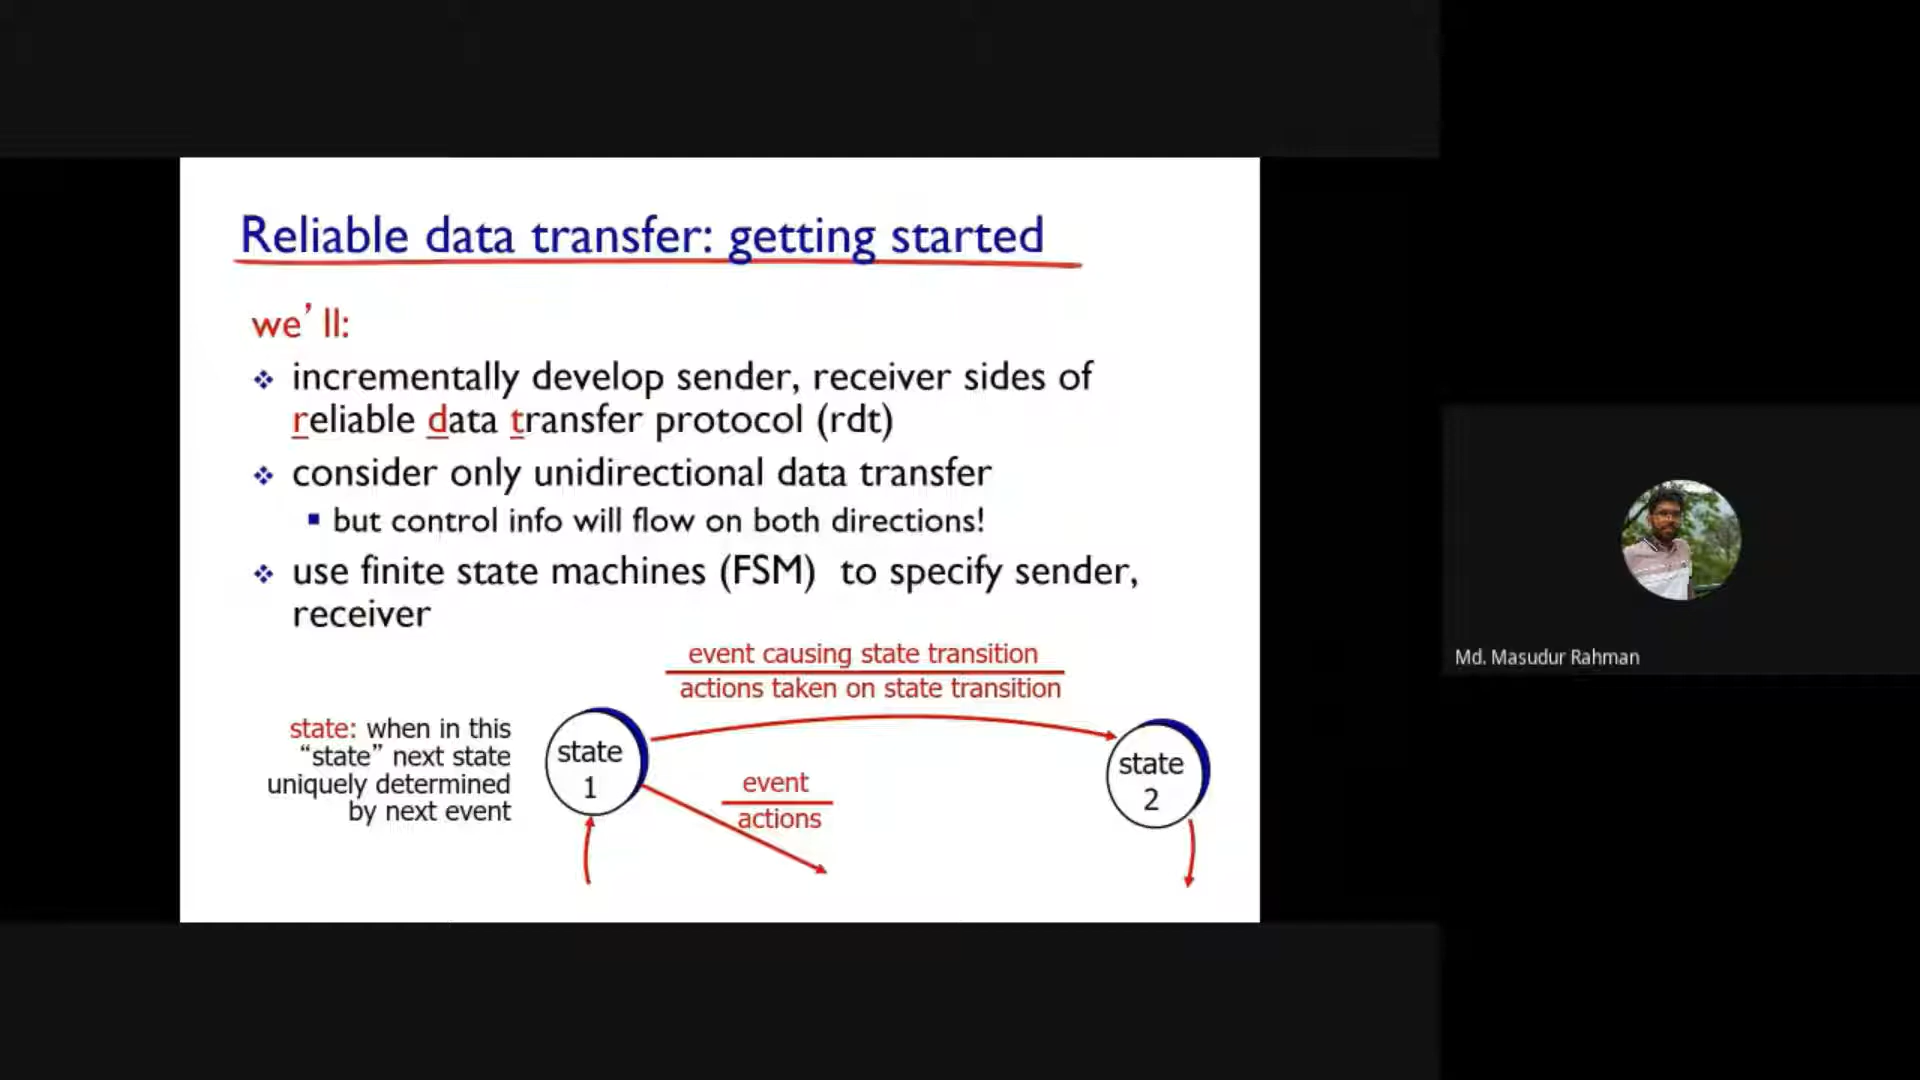 Reliable data transfer: getting started
we’ll:
incrementally develop sender, receiver sides of
reliable data transfer protocol (rdt)
consider only unidirectional data transfer
but control info will flow on both directions!
use finite state machines (FSM) to specify sender,
receiver
event causing state transition
actions taken on state transition
state: when in this
“state” next state
uniquely determined
by next event
state
1
event
actions
state
2
Md. Masudur Rahman